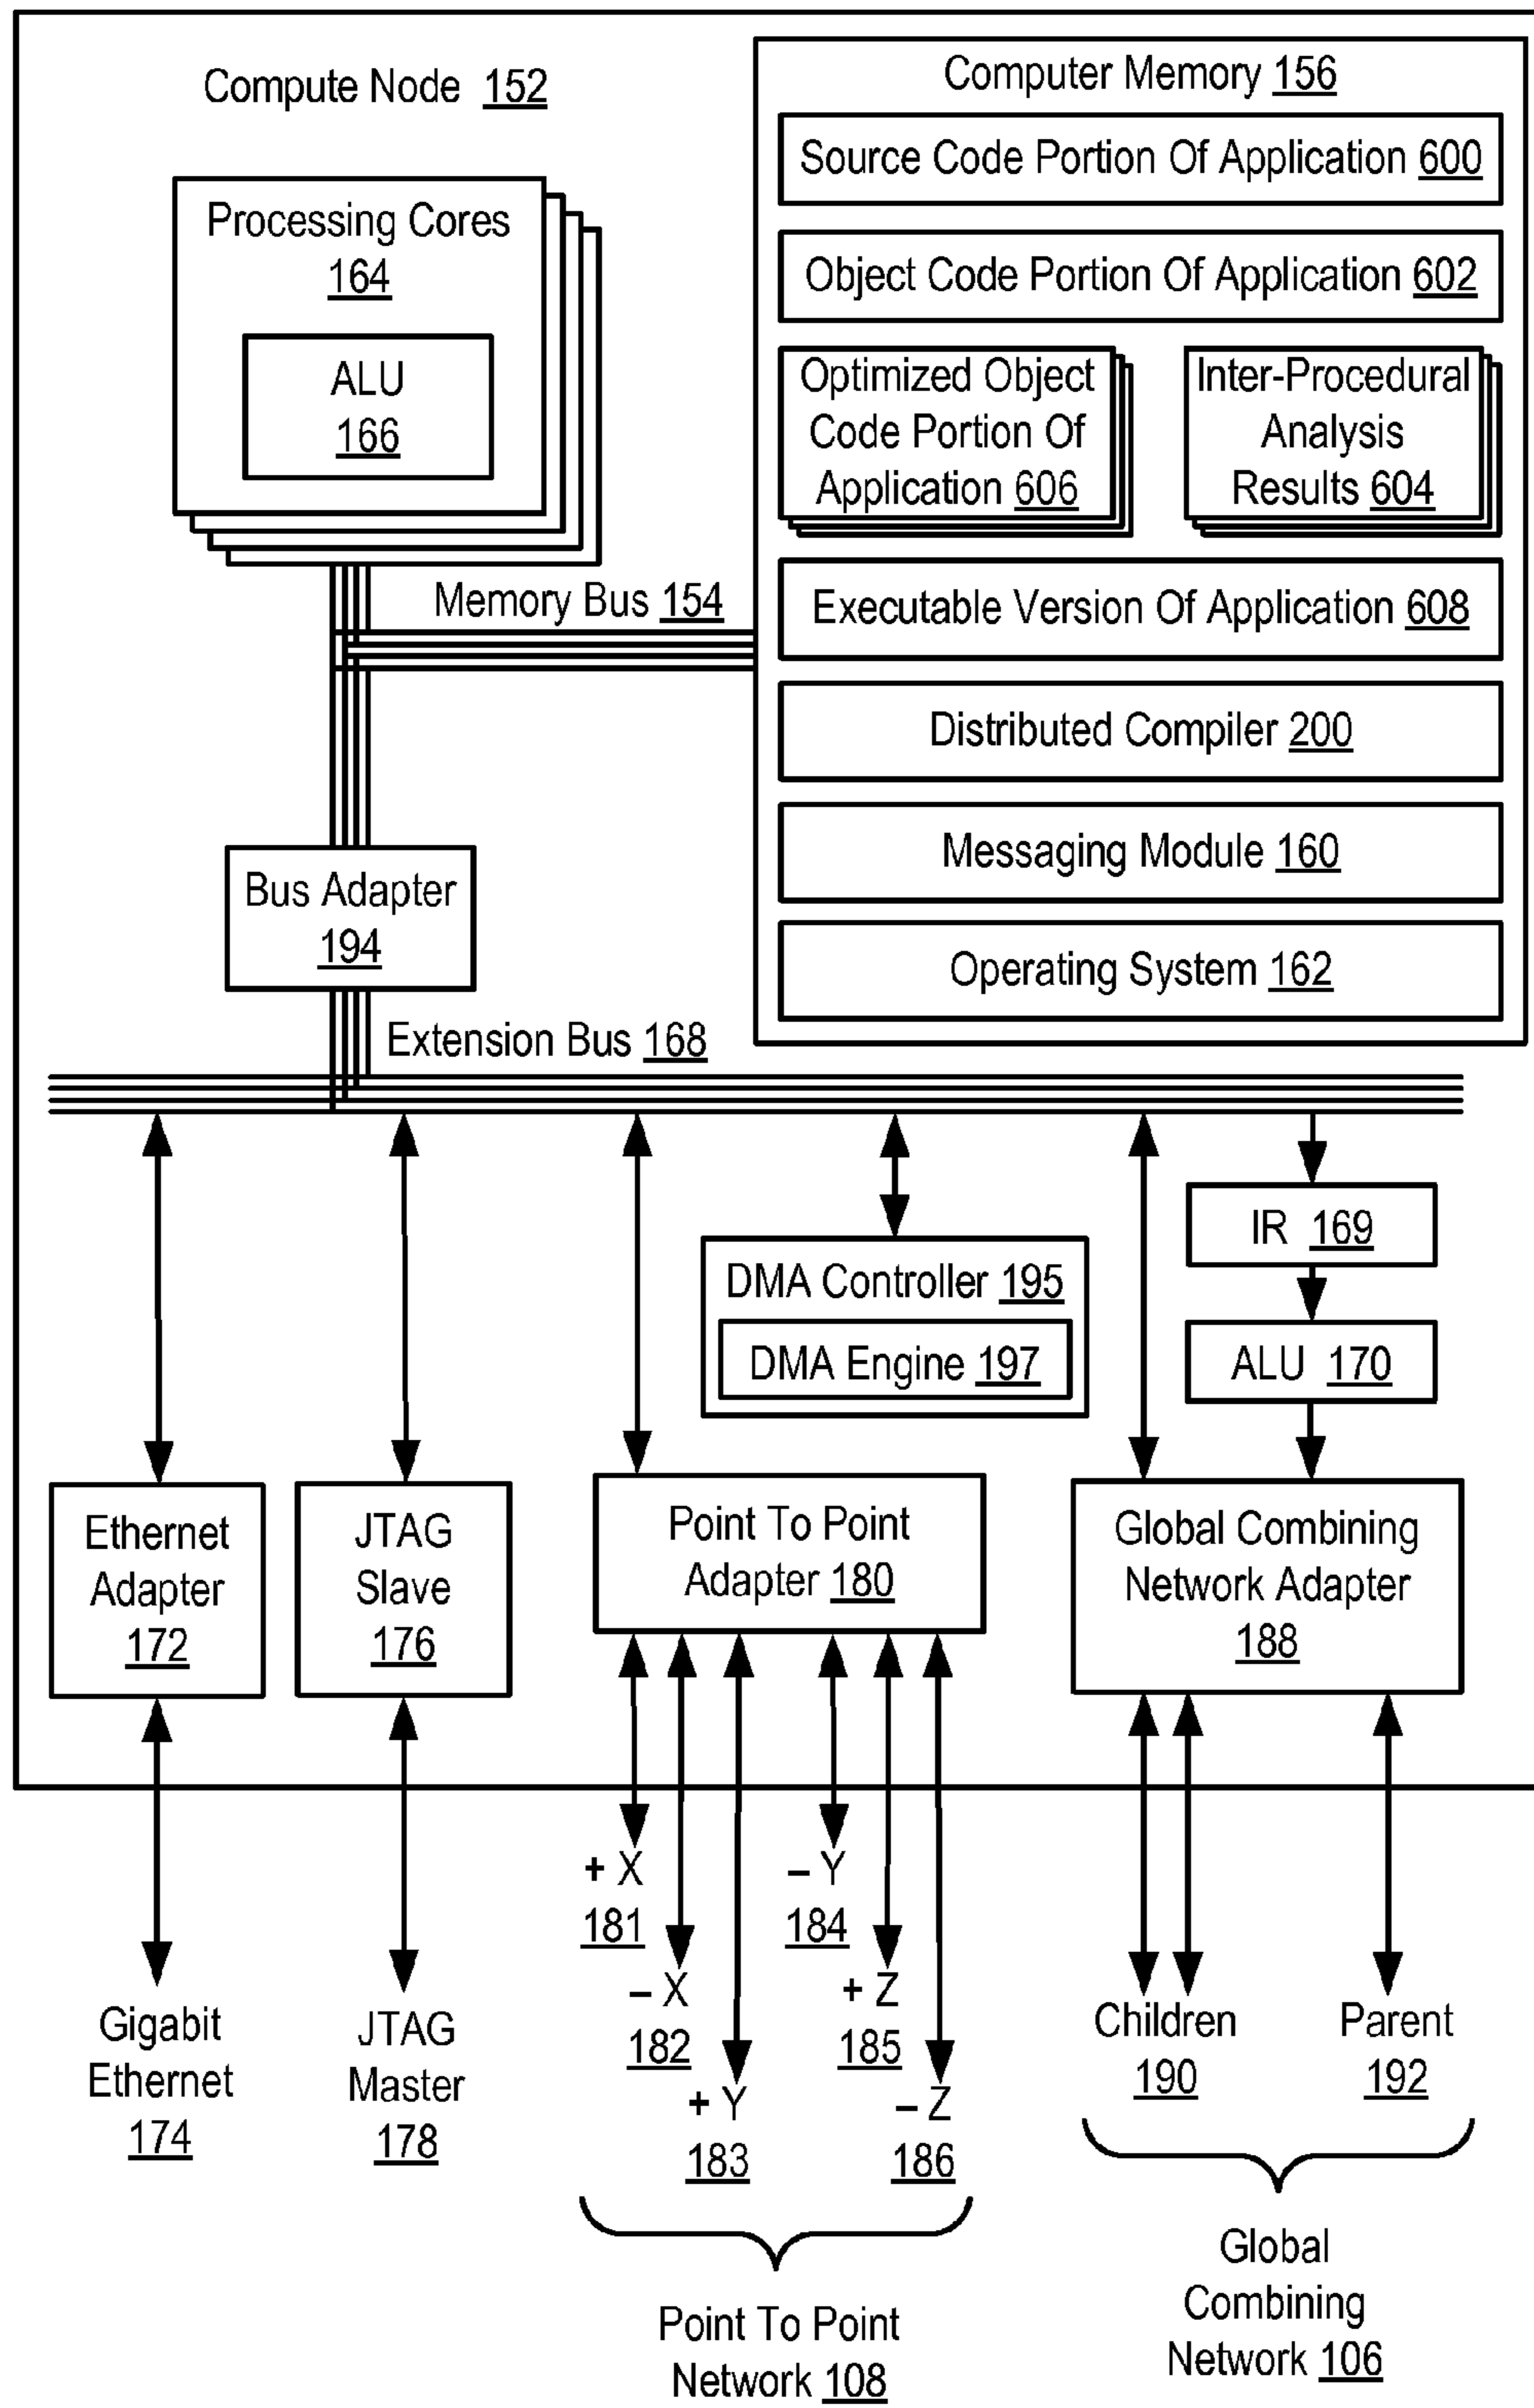 Compute Node 152
Computer Memory 156
Source Code Portion Of Application 600
Object Code Portion Of Application 602
Optimized Object
Code Portion Of
Application 606
Inter-Procedural
Analysis
Results 604
Executable Version Of Application 608
Distributed Compiler 200
Messaging Module 160
Operating System 162
Processing Cores
164
ALU
166
Memory Bus 154
Bus Adapter
194
Extension Bus 168
IR 169
ALU 170
DMA Controller 195
DMA Engine 197
Ethernet
Adapter
172
JTAG
Slave
176
Point To Point
Adapter 180
Global Combining
Network Adapter
188
Gigabit
Ethernet
174
JTAG
Master
178
+ X
181
– X
182
+ Y
183
– Y
184
+ Z
185
– Z
186
Point To Point
Network 108
Children
190
Parent
192
Global
Combining
Network 106